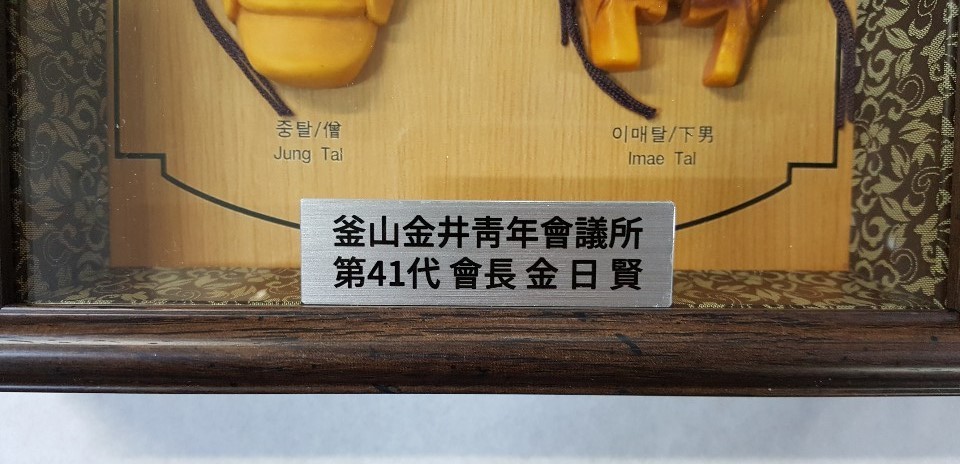 중탈/僧
Jung Tal
이매탈/下男
Imae Tal
釜山金井靑年會議所
第41代 會長 金日賢